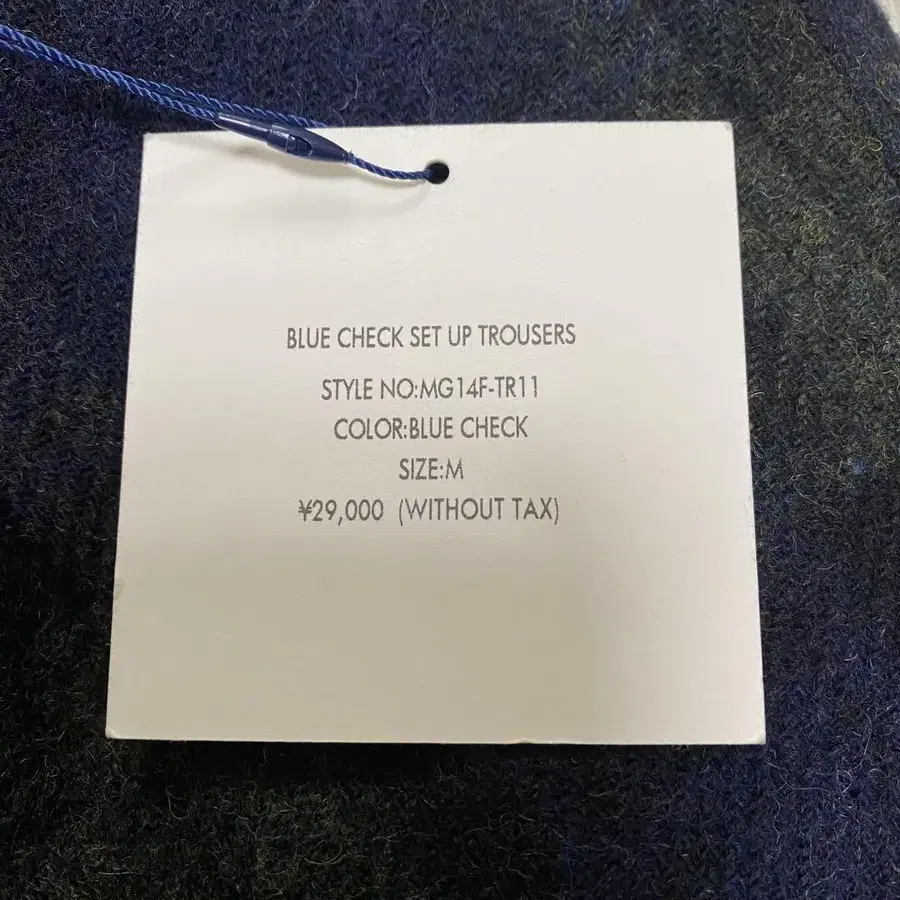 BLUE CHECK SET UP TROUSERS
STYLE NO:MG14F-TR11
COLOR:BLUE CHECK
SIZE:M
¥29,000 (WITHOUT TAX)